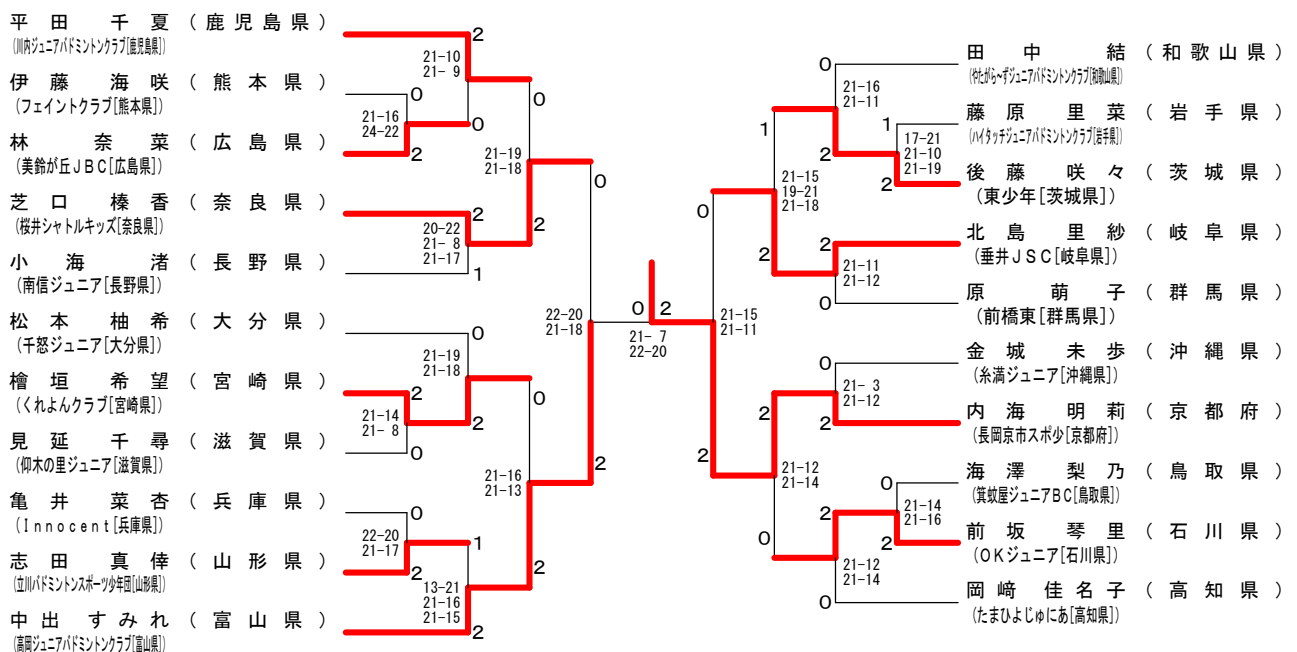 平田 千夏 (鹿児島県)
(川内ジュニアバドミントンクラブ[鹿児島県])
伊藤 海咲 (熊本県)
(フェイントクラブ[熊本県])
林 奈菜 (広島県)
(美鈴が丘JBC[広島県])
芝口 榛香 (奈良県)
(桜井シャトルキッズ[奈良県])
小海 渚 (長野県)
(南信ジュニア[長野県])
松本 柚希 (大分県)
(千怒ジュニア[大分県])
檜垣 希望 (宮崎県)
(くれよんクラブ[宮崎県])
見延 千尋 (滋賀県)
(仰木の里ジュニア[滋賀県])
亀井 菜杏 (兵庫県)
(Innocent[兵庫県])
志田 真倖 (山形県)
(立川バドミントンスポーツ少年団[山形県])
中出 すみれ (富山県)
(高岡ジュニアバドミントンクラブ[富山県])
2
21-10
21- 9
0
0
21-16
24-22
2
0
21-19
21-18
2
2
20-22
21- 8
21-17
1
0
22-20
21-18
2
0
21-19
21-18
2
2
21-14
21- 8
0
0
21-16
21-13
2
0
22-20
21-17
2
1
13-21
21-16
21-15
2
0
2
21- 7
22-20
0
21-15
21-11
2
1
21-15
19-21
21-18
2
0
21-16
21-11
2
1
17-21
21-10
21-19
2
2
21-11
21-12
0
2
21-12
21-14
0
0
21- 3
21-12
2
0
21-14
21-16
2
2
21-12
21-14
0
田中 結 (和歌山県)
(やたがら~ずジュニアバドミントンクラブ[和歌山県])
藤原 里菜 (岩手県)
(ハイタッチジュニアバドミントンクラブ[岩手県])
後藤 咲々 (茨城県)
(東少年[茨城県])
北島 里紗 (岐阜県)
(垂井JSC[岐阜県])
原 萌子 (群馬県)
(前橋東[群馬県])
金城 未歩 (沖縄県)
(糸満ジュニア[沖縄県])
内海 明莉 (京都府)
(長岡京市スポ少[京都府])
海澤 梨乃 (鳥取県)
(箕蚊屋ジュニアBC[鳥取県])
前坂 琴里 (石川県)
(OKジュニア[石川県])
岡﨑 佳名子 (高知県)
(たまひよじゅにあ[高知県])